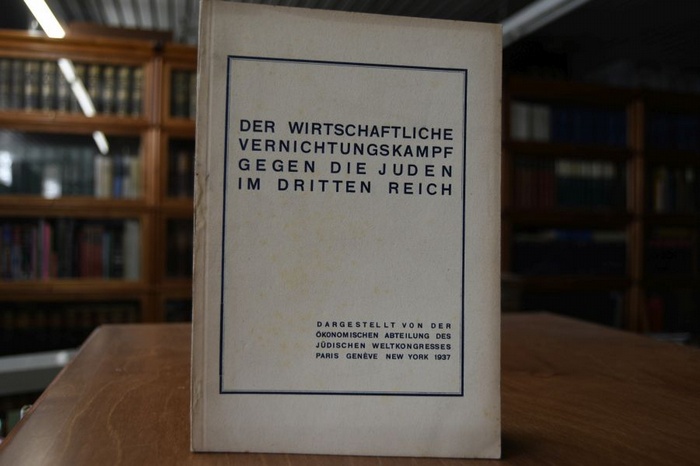 DER WIRTSCHAFTLICHE
VERNICHTUNGSKAMPF
GEGEN DIE JUDEN
IM DRITTEN REICH
DARGESTELLT VON DER
ÖKONOMISCHEN ABTEILUNG DES
JÜDISCHEN WELTKONGRESSES
PARIS GENÈVE NEW YORK 1937